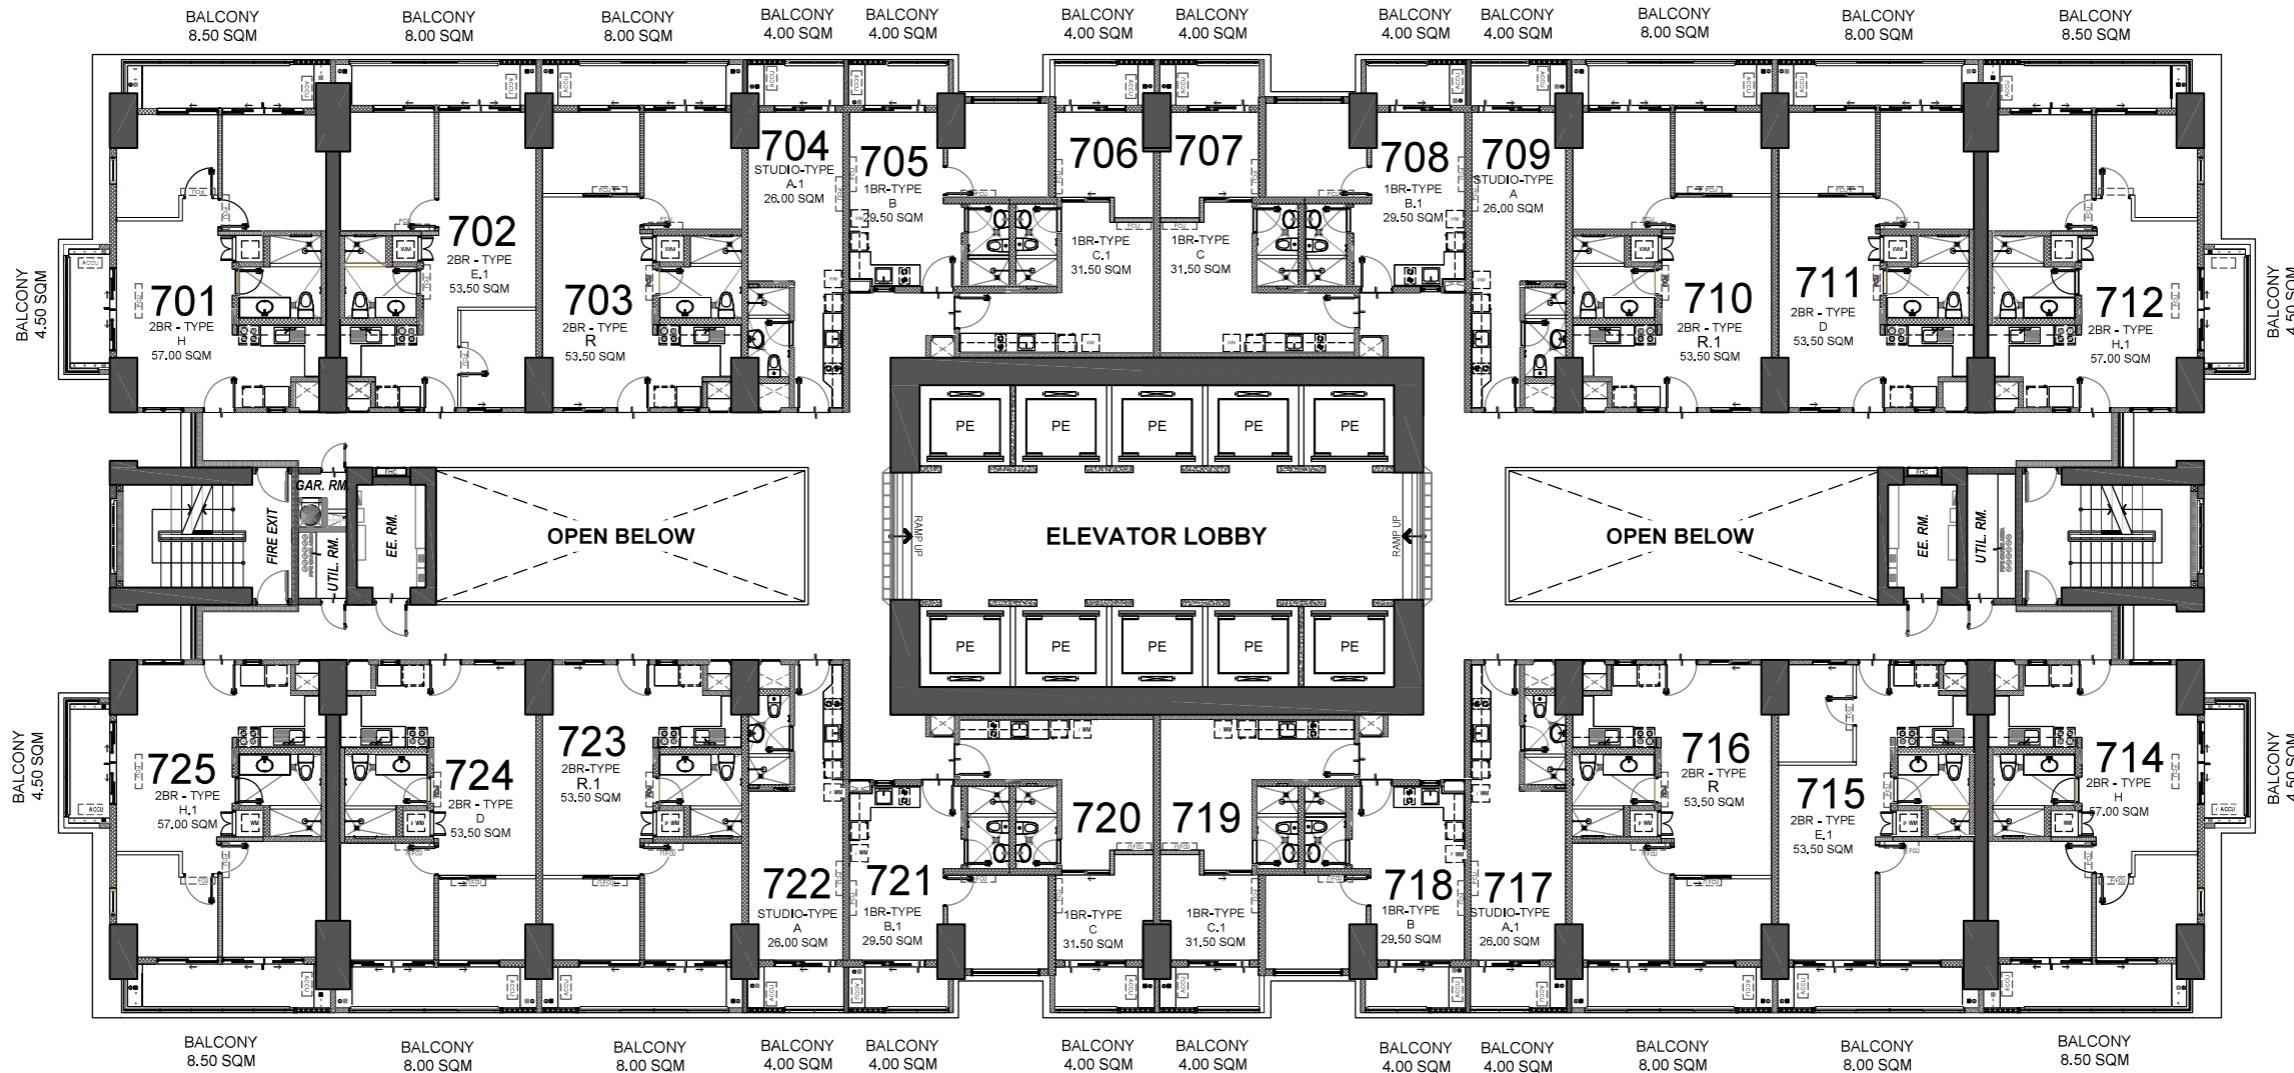 BALCONY
8.50 SQM
BALCONY
8.00 SQM
BALCONY
8.00 SQM
BALCONY
4.00 SQM
BALCONY
4.00 SQM
BALCONY
4.00 SQM
BALCONY
4.00 SQM
BALCONY
4.00 SQM
BALCONY
4.00 SQM
BALCONY
8.00 SQM
BALCONY
8.00 SQM
BALCONY
8.50 SQM
BALCONY
4.50 SQM
701
2BR - TYPE
H
57.00 SQM
702
2BR - TYPE
E.1
53.50 SQM
703
2BR - TYPE
R
53.50 SQM
704
STUDIO-TYPE
A.1
26.00 SQM
705
1BR-TYPE
B
29.50 SQM
706
1BR-TYPE
C.1
31.50 SQM
707
1BR-TYPE
C
31.50 SQM
708
1BR-TYPE
B.1
29.50 SQM
709
STUDIO-TYPE
A
26.00 SQM
710
2BR - TYPE
R.1
53.50 SQM
711
2BR - TYPE
D
53.50 SQM
712
2BR - TYPE
H.1
57.00 SQM
BALCONY
4.50 SQM
PE
PE
PE
PE
PE
FIRE EXIT
GAR. RM.
UTIL. RM.
FHC
EE. RM.
OPEN BELOW
RAMP UP
ELEVATOR LOBBY
RAMP UP
OPEN BELOW
FHC
EE. RM.
UTIL. RM.
PE
PE
PE
PE
PE
BALCONY
4.50 SQM
725
2BR - TYPE
H.1
57.00 SQM
724
2BR - TYPE
D
53.50 SQM
723
2BR-TYPE
R.1
53.50 SQM
722
STUDIO-TYPE
A
26.00 SQM
721
1BR-TYPE
B.1
29.50 SQM
720
1BR-TYPE
C
31.50 SQM
719
1BR-TYPE
C.1
31.50 SQM
718
1BR-TYPE
B
29.50 SQM
717
STUDIO-TYPE
A.1
26.00 SQM
716
2BR - TYPE
R
53.50 SQM
715
2BR - TYPE
E.1
53.50 SQM
714
2BR - TYPE
H
57.00 SQM
BALCONY
4.50 SQM
BALCONY
8.50 SQM
BALCONY
8.00 SQM
BALCONY
8.00 SQM
BALCONY
4.00 SQM
BALCONY
4.00 SQM
BALCONY
4.00 SQM
BALCONY
4.00 SQM
BALCONY
4.00 SQM
BALCONY
4.00 SQM
BALCONY
8.00 SQM
BALCONY
8.00 SQM
BALCONY
8.50 SQM